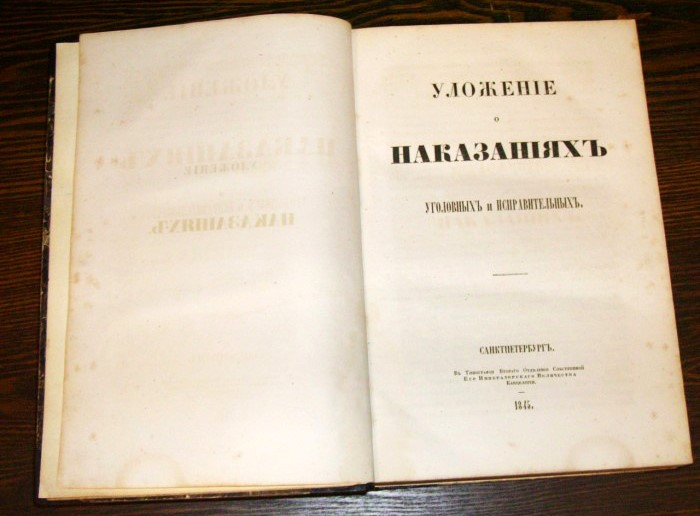 УЛОЖЕНІЕ
О
НАКАЗАНІЯХЪ
УГОЛОВНЫХЪ И ИСПРАВИТЕЛЬНЫХЪ.
САНКТПЕТЕРБУРГЪ.
Въ Типографіи Втораго Отдѣленія Собственной
Его Императорскаго Величества
Канцеляріи.
1845.